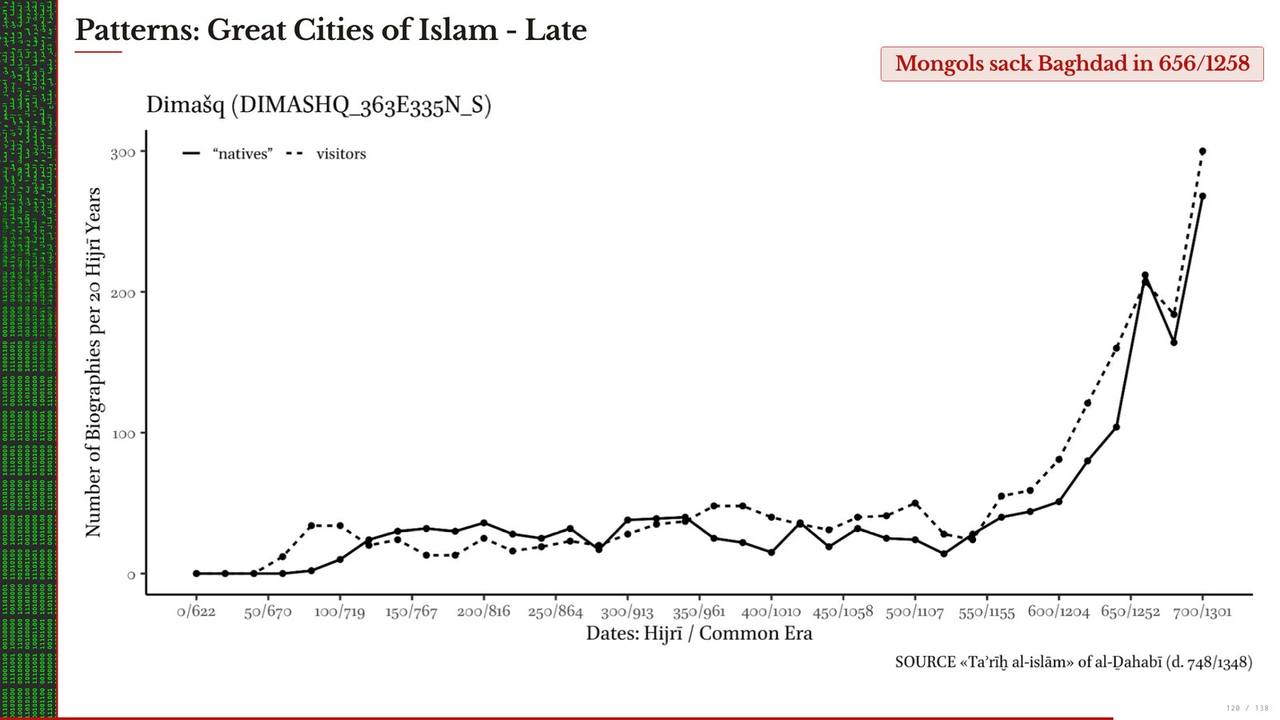 Patterns: Great Cities of Islam - Late
Mongols sack Baghdad in 656/1258
Dimašq (DIMASHQ_363E335N_S)
"natives" visitors
Number of Biographies per 20 Hijrī Years
300
200
100
0
0/622 50/670 100/719 150/767 200/816 250/864 300/913 350/961 400/1010 450/1058 500/1107 550/1155 600/1204 650/1252 700/1301
Dates: Hijrī / Common Era
SOURCE «Taʾrīḫ al-islām» of al-Ḏahabī (d. 748/1348)
120 / 138